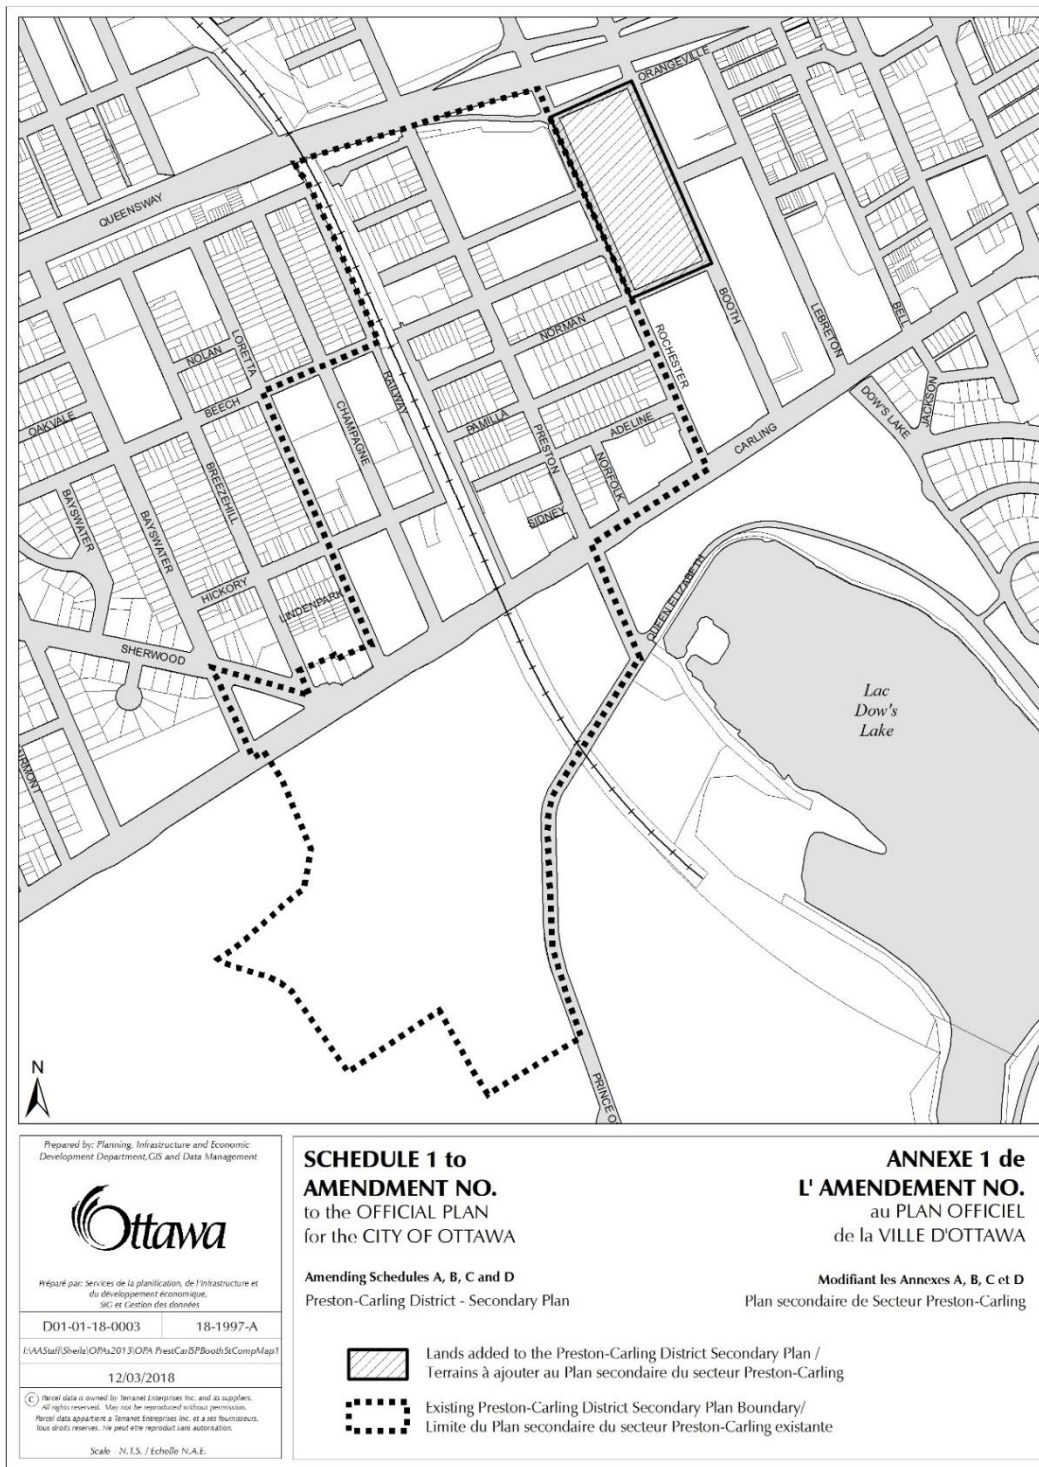 ORANGEVILLE
QUEENSWAY
NOLAN
LORETTA
BEECH
OAKVALE
CHAMPAGNE
RAILWAY
NORMAN
ROCHESTER
BOOTH
LEBRETON
BELL
PAMILLA
PRESTON
ADELINE
NORFOLK
SIDNEY
CARLING
DOW'S LAKE
JACKSON
BAYSWATER
BAYSWATER
BREEZEHILL
HICKORY
LINDENPARK
SHERWOOD
QUEEN ELIZABETH
Lac
Dow's
Lake
PRINCE O
N
Prepared by: Planning, Infrastructure and Economic
Development Department,GIS and Data Management
Ottawa
Préparé par: Services de la planification, de l'infrastructure et
du développement économique,
SIG et Gestion des données
D01-01-18-0003
18-1997-A
I:\AAStaff\Sheila\OPAs2013\OPA PrestCarlSPBoothStCompMap1
12/03/2018
© Parcel data is owned by Teranet Enterprises Inc. and its suppliers.
All rights reserved. May not be reproduced without permission.
Parcel data appartient a Teranet Entreprises inc. et a ses fournisseurs.
Tous droits reserves. Ne peut etre reproduit sans autorisation.
Scale - N.T.S. / Echelle N.A.E.
SCHEDULE 1 to
AMENDMENT NO.
to the OFFICIAL PLAN
for the CITY OF OTTAWA
Amending Schedules A, B, C and D
Preston-Carling District - Secondary Plan
ANNEXE 1 de
L' AMENDEMENT NO.
au PLAN OFFICIEL
de la VILLE D'OTTAWA
Modifiant les Annexes A, B, C et D
Plan secondaire de Secteur Preston-Carling
Lands added to the Preston-Carling District Secondary Plan /
Terrains à ajouter au Plan secondaire du secteur Preston-Carling
Existing Preston-Carling District Secondary Plan Boundary/
Limite du Plan secondaire du secteur Preston-Carling existante